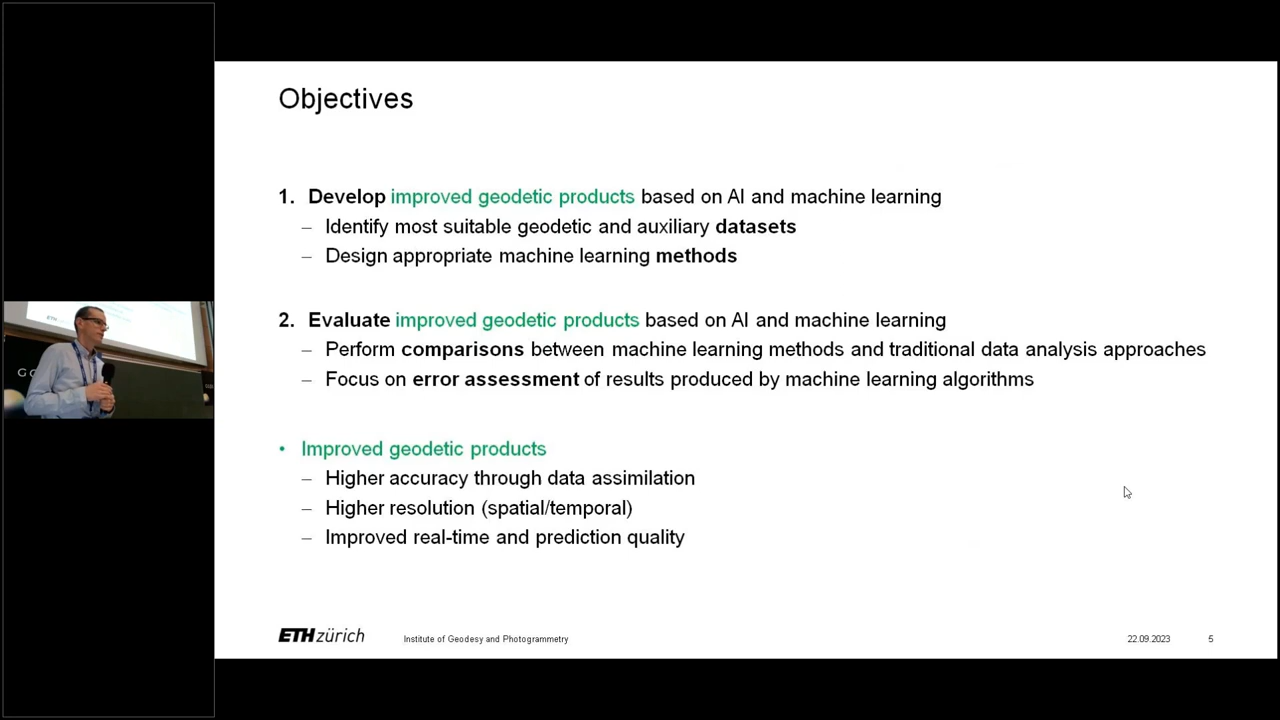 Objectives
1. Develop improved geodetic products based on AI and machine learning
– Identify most suitable geodetic and auxiliary datasets
– Design appropriate machine learning methods
2. Evaluate improved geodetic products based on AI and machine learning
– Perform comparisons between machine learning methods and traditional data analysis approaches
– Focus on error assessment of results produced by machine learning algorithms
• Improved geodetic products
– Higher accuracy through data assimilation
– Higher resolution (spatial/temporal)
– Improved real-time and prediction quality
ETH zürich
Institute of Geodesy and Photogrammetry
22.09.2023
5